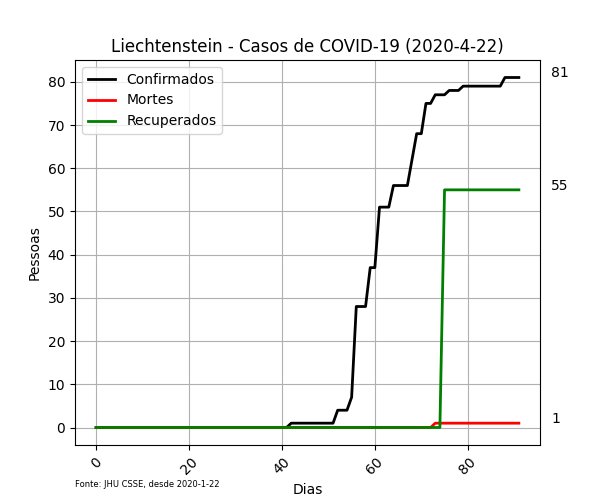 Liechtenstein - Casos de COVID-19 (2020-4-22)
Confirmados
Mortes
Recuperados
81
55
1
80
70
60
50
40
30
20
10
0
Pessoas
0
20
40
60
80
Dias
Fonte: JHU CSSE, desde 2020-1-22